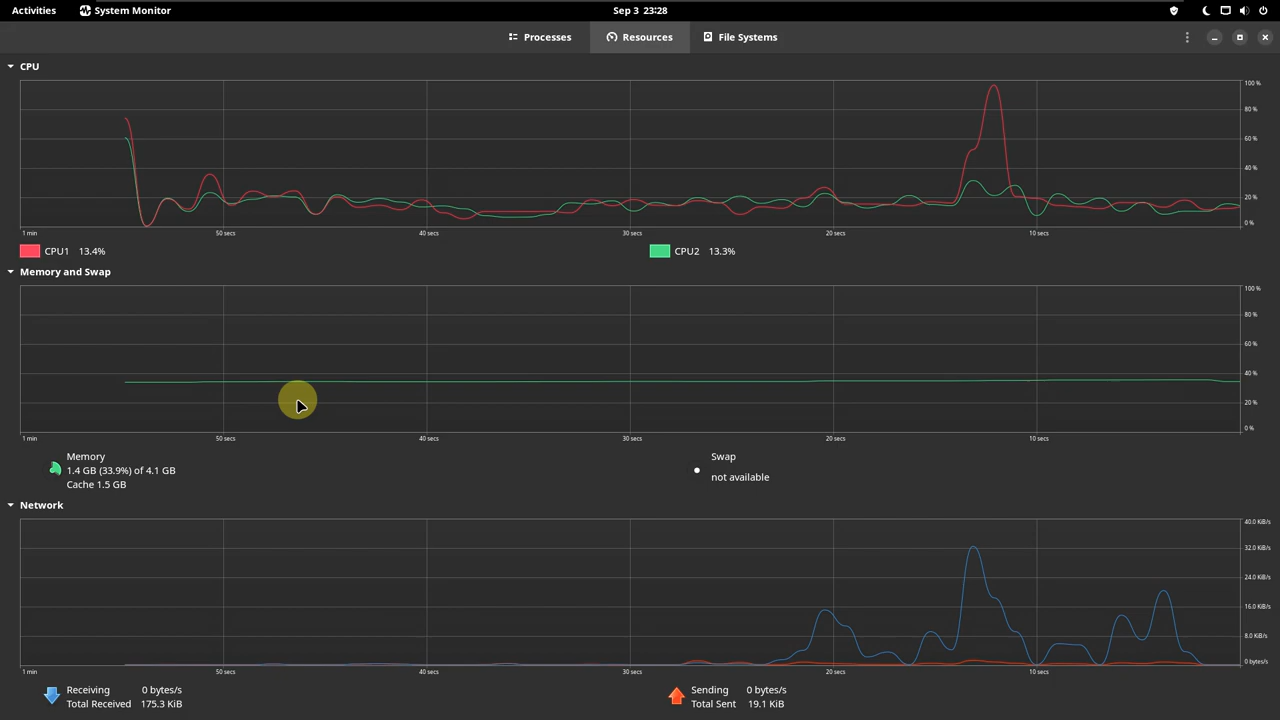 Activities System Monitor Sep 3 23:28
Processes Resources File Systems
CPU
100 %
80 %
60 %
40 %
20 %
0 %
1 min 50 secs 40 secs 30 secs 20 secs 10 secs
CPU1 13.4% CPU2 13.3%
Memory and Swap
100 %
80 %
60 %
40 %
20 %
0 %
1 min 50 secs 40 secs 30 secs 20 secs 10 secs
Memory
1.4 GB (33.9%) of 4.1 GB
Cache 1.5 GB
Swap
not available
Network
40.0 KiB/s
32.0 KiB/s
24.0 KiB/s
16.0 KiB/s
8.0 KiB/s
0 bytes/s
1 min 50 secs 40 secs 30 secs 20 secs 10 secs
Receiving 0 bytes/s
Total Received 175.3 KiB
Sending 0 bytes/s
Total Sent 19.1 KiB